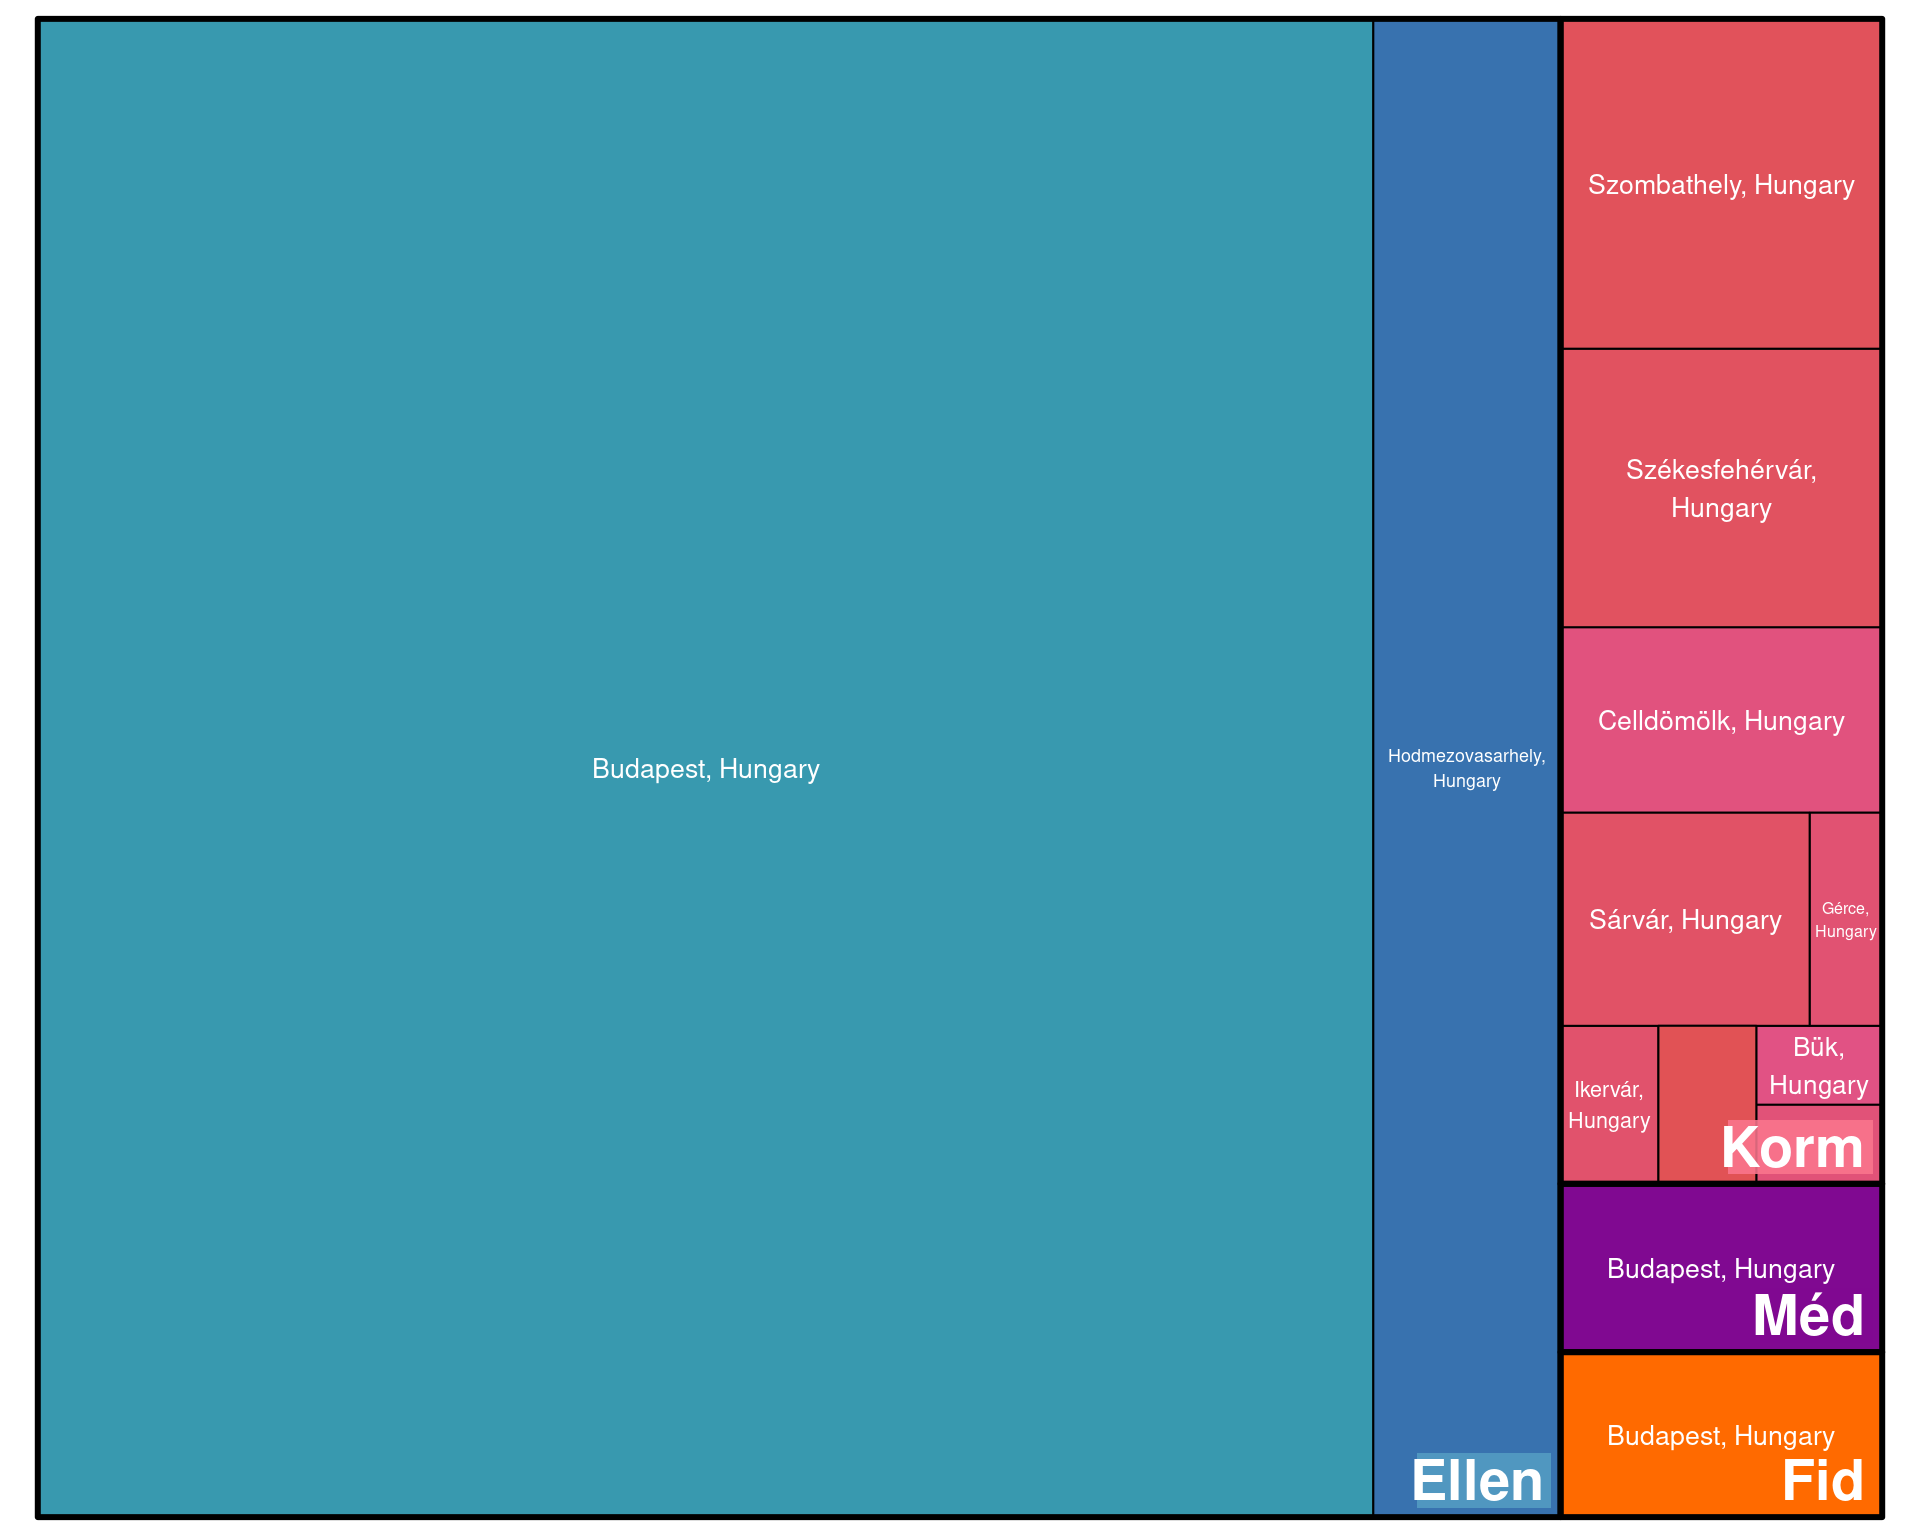 Budapest, Hungary
Hodmezovasarhely,
Hungary
Ellen
Szombathely, Hungary
Székesfehérvár,
Hungary
Celldömölk, Hungary
Sárvár, Hungary
Gérce,
Hungary
Ikervár,
Hungary
Bük,
Hungary
Korm
Budapest, Hungary
Méd
Budapest, Hungary
Fid